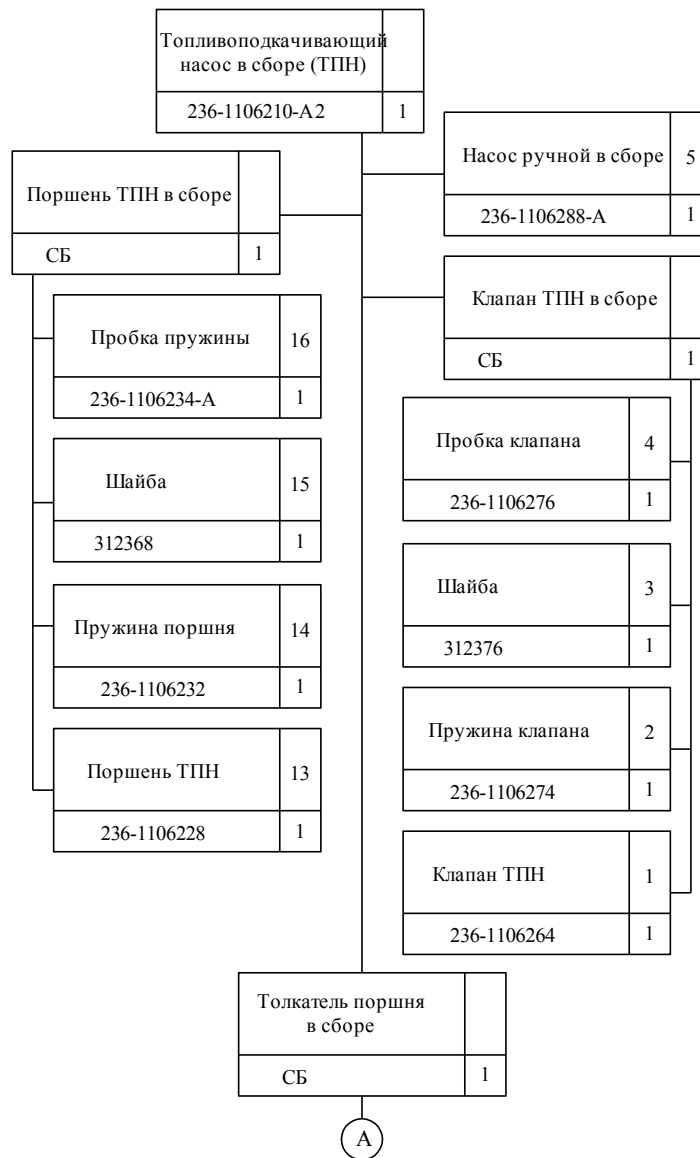 Топливоподкачивающий
насос в сборе (ТПН)
236-1106210-А2 1
Насос ручной в сборе 5
236-1106288-А 1
Поршень ТПН в сборе
СБ 1
Клапан ТПН в сборе
СБ 1
Пробка пружины 16
236-1106234-А 1
Шайба 15
312368 1
Пружина поршня 14
236-1106232 1
Поршень ТПН 13
236-1106228 1
Пробка клапана 4
236-1106276 1
Шайба 3
312376 1
Пружина клапана 2
236-1106274 1
Клапан ТПН 1
236-1106264 1
Толкатель поршня
в сборе
СБ 1
А